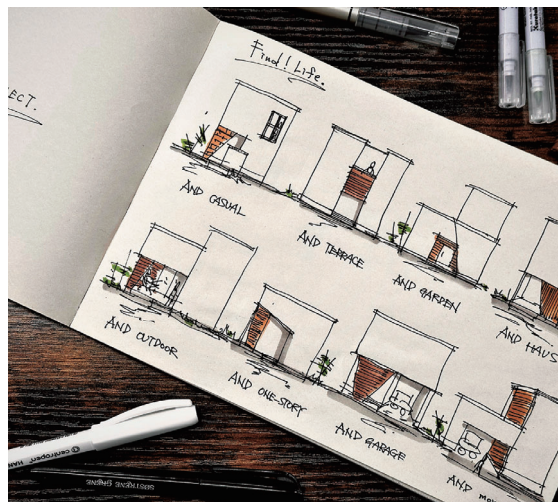 ECT.
Find! Life.
AND CASUAL
AND TERRACE
AND GARDEN
AND HAUS
AND OUTDOOR
AND ONE-STORY
AND GARAGE
AND
centropen